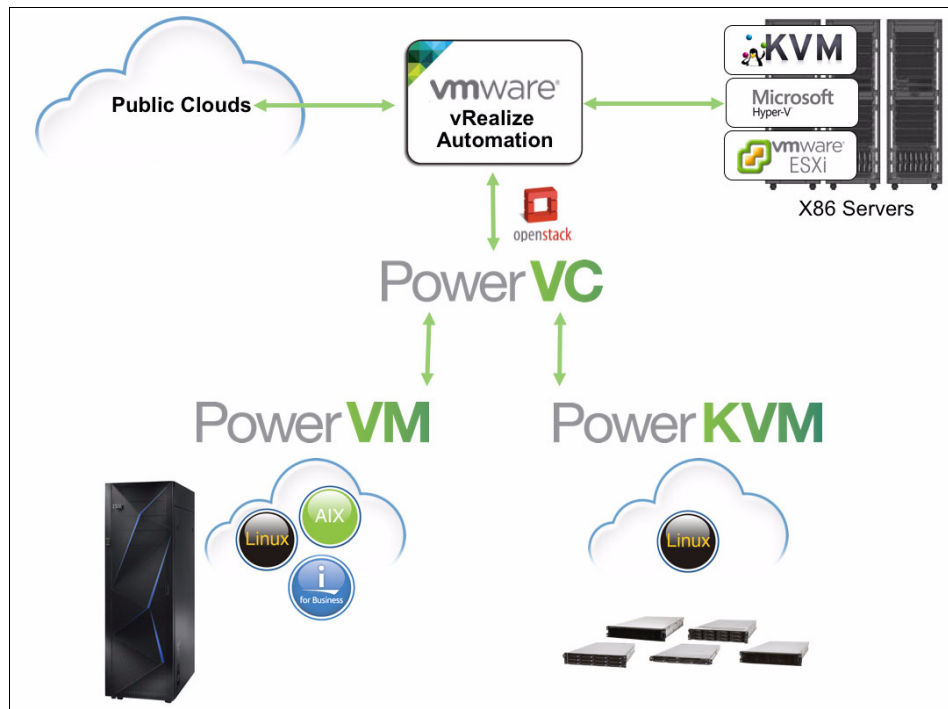 Public Clouds
vmware®
vRealize
Automation
KVM
Microsoft
Hyper-V
vmware
ESXi
X86 Servers
openstack
PowerVC
PowerVM
PowerKVM
Linux
AIX
i
for Business
Linux